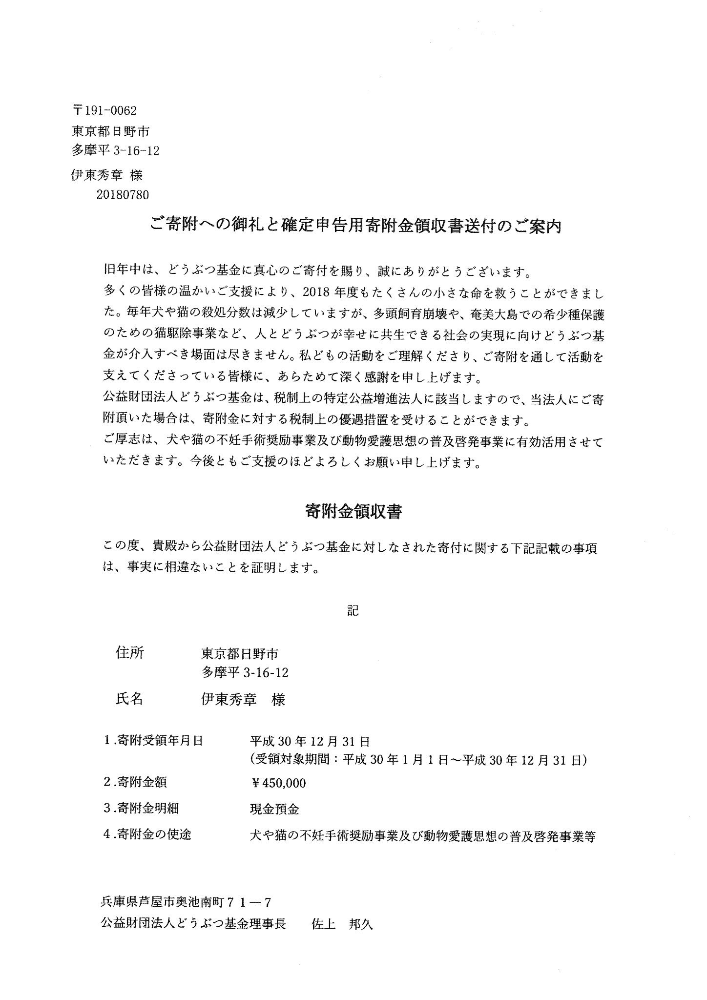 〒191-0062
東京都日野市
多摩平 3-16-12
伊東秀章 様
20180780
ご寄附への御礼と確定申告用寄附金領収書送付のご案内
旧年中は、どうぶつ基金に真心のご寄付を賜り、誠にありがとうございます。
多くの皆様の温かいご支援により、2018 年度もたくさんの小さな命を救うことができまし
た。毎年犬や猫の殺処分数は減少していますが、多頭飼育崩壊や、奄美大島での希少種保護
のための猫駆除事業など、人とどうぶつが幸せに共生できる社会の実現に向けどうぶつ基
金が介入すべき場面は尽きません。私どもの活動をご理解くださり、ご寄附を通して活動を
支えてくださっている皆様に、あらためて深く感謝を申し上げます。
公益財団法人どうぶつ基金は、税制上の特定公益増進法人に該当しますので、当法人にご寄
附頂いた場合は、寄附金に対する税制上の優遇措置を受けることができます。
ご厚志は、犬や猫の不妊手術奨励事業及び動物愛護思想の普及啓発事業に有効活用させて
いただきます。今後ともご支援のほどよろしくお願い申し上げます。
寄附金領収書
この度、貴殿から公益財団法人どうぶつ基金に対しなされた寄付に関する下記記載の事項
は、事実に相違ないことを証明します。
記
住所 東京都日野市
多摩平 3-16-12
氏名 伊東秀章 様
１.寄附受領年月日 平成 30 年 12 月 31 日
(受領対象期間：平成 30 年 1 月 1 日～平成 30 年 12 月 31 日)
２.寄附金額 ¥450,000
３.寄附金明細 現金預金
４.寄附金の使途 犬や猫の不妊手術奨励事業及び動物愛護思想の普及啓発事業等
兵庫県芦屋市奥池南町７１－７
公益財団法人どうぶつ基金理事長 佐上 邦久